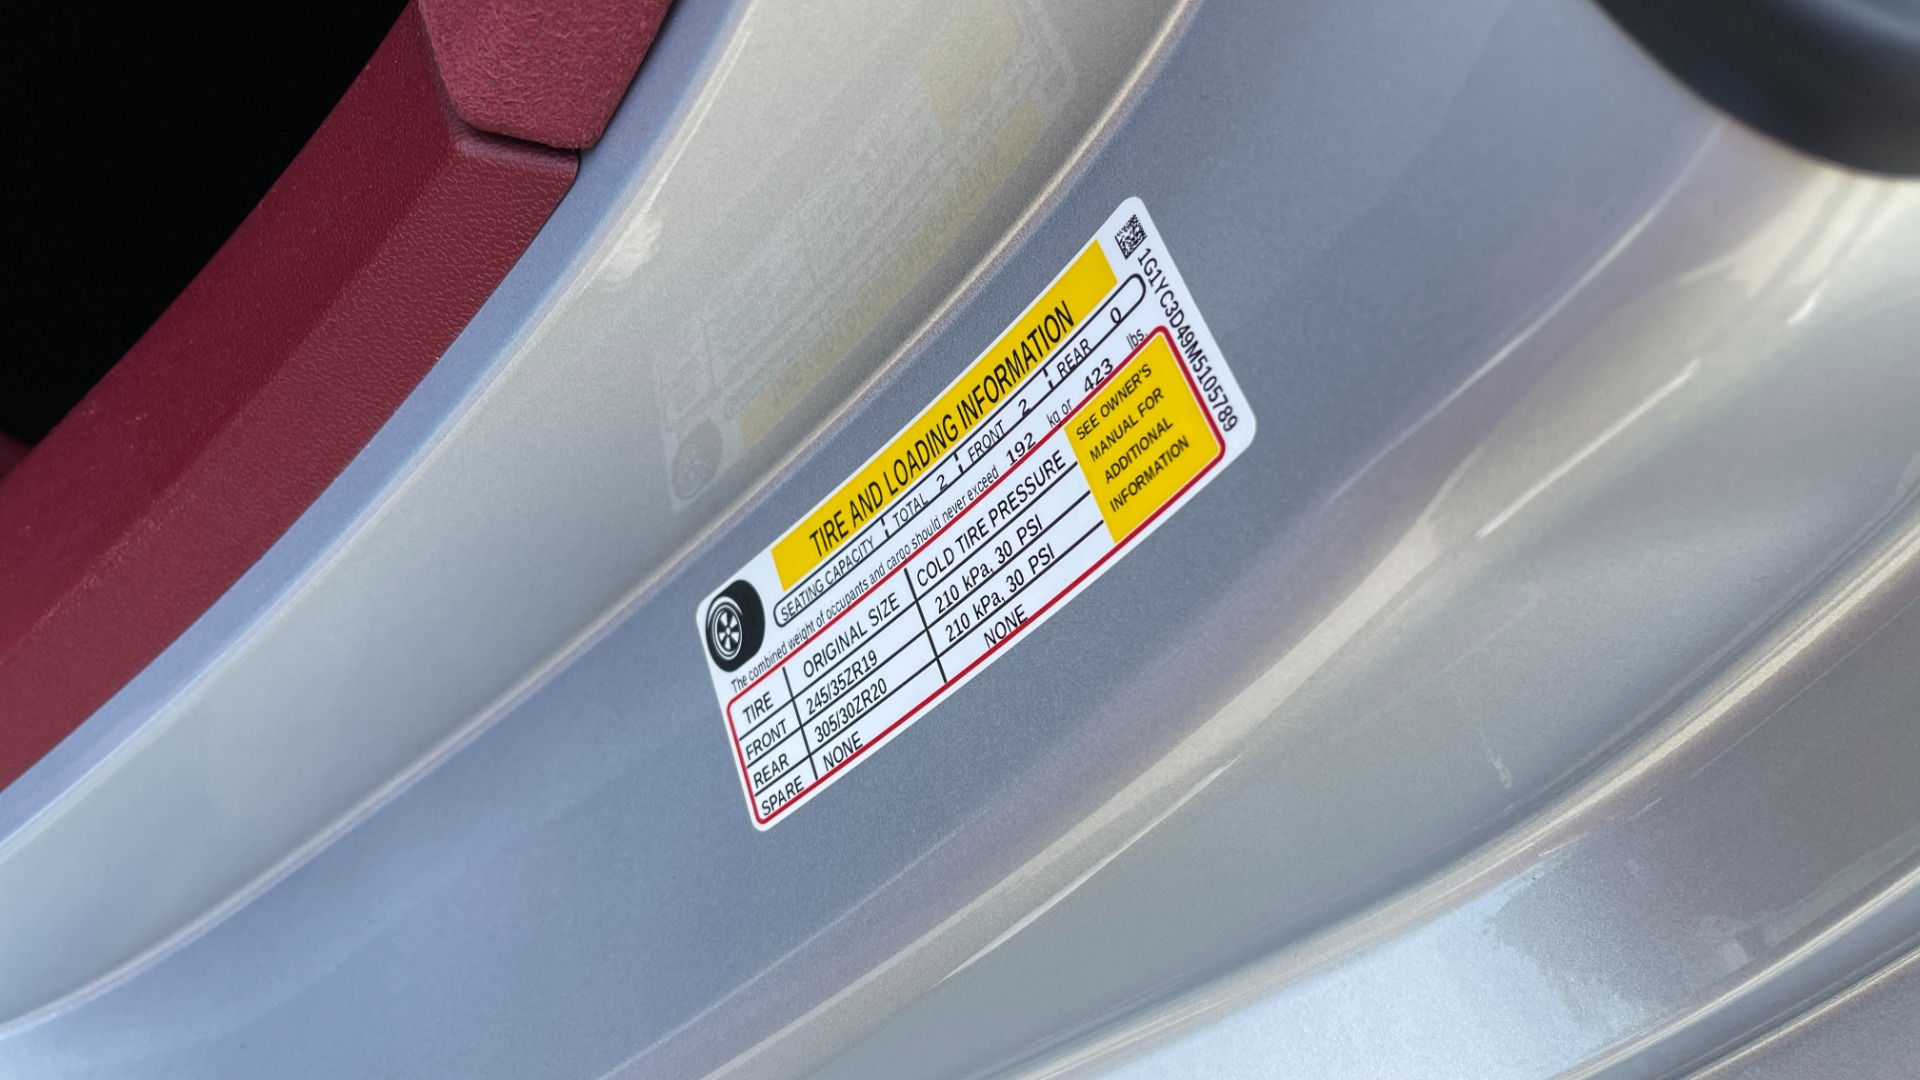 1G1YC3D49M5105789
TIRE AND LOADING INFORMATION
SEATING CAPACITY TOTAL 2 FRONT 2 REAR 0
The combined weight of occupants and cargo should never exceed 192 kg or 423 lbs.
TIRE ORIGINAL SIZE COLD TIRE PRESSURE
FRONT 245/35ZR19 210 kPa, 30 PSI
REAR 305/30ZR20 210 kPa, 30 PSI
SPARE NONE NONE
SEE OWNER'S
MANUAL FOR
ADDITIONAL
INFORMATION